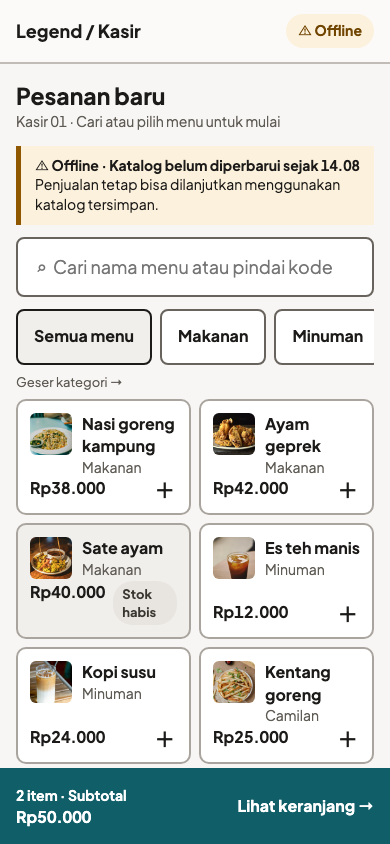 Legend / Kasir
⚠ Offline
Pesanan baru
Kasir 01 · Cari atau pilih menu untuk mulai
⚠ Offline · Katalog belum diperbarui sejak 14.08
Penjualan tetap bisa dilanjutkan menggunakan
katalog tersimpan.
Cari nama menu atau pindai kode
Semua menu
Makanan
Minuman
Geser kategori →
Nasi goreng
kampung
Makanan
Rp38.000
+
Ayam
geprek
Makanan
Rp42.000
+
Sate ayam
Makanan
Rp40.000
Stok
habis
Es teh manis
Minuman
Rp12.000
+
Kopi susu
Minuman
Rp24.000
+
Kentang
goreng
Camilan
Rp25.000
+
2 item · Subtotal
Rp50.000
Lihat keranjang →